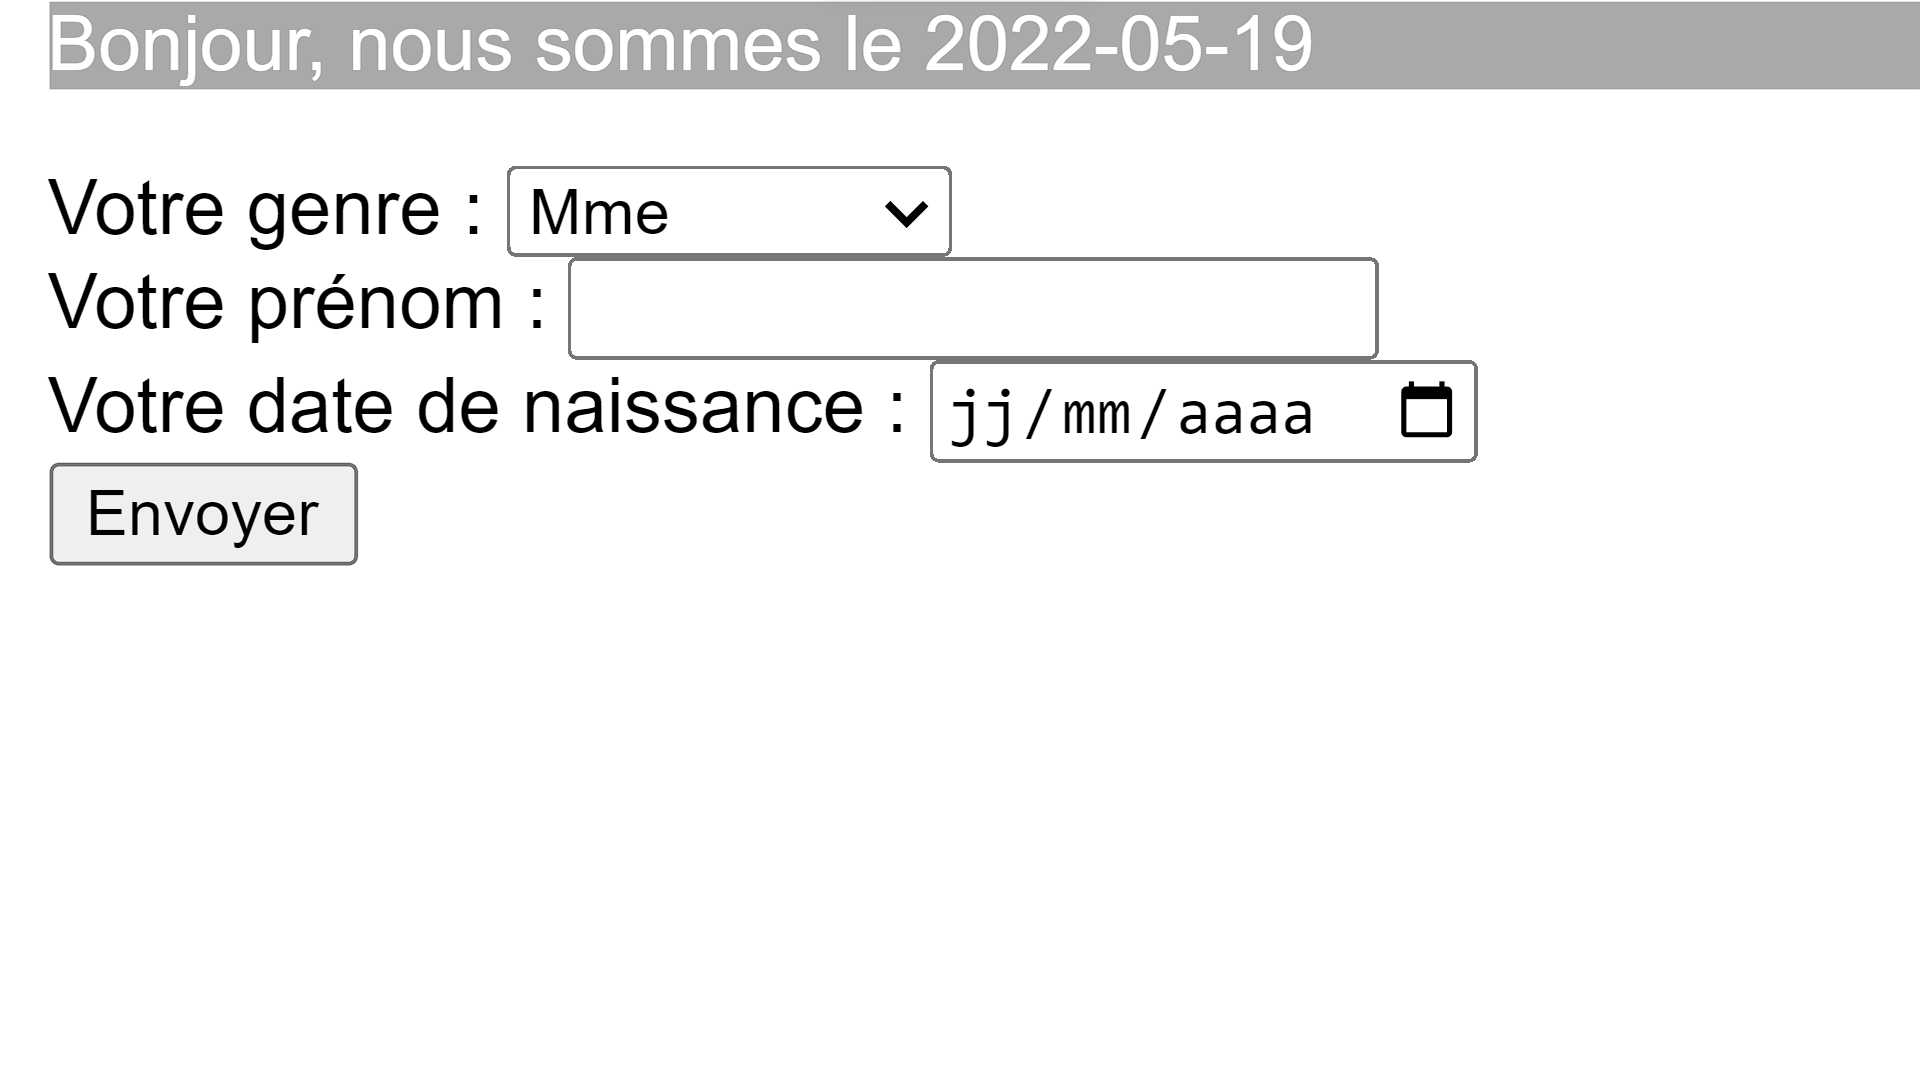 Bonjour, nous sommes le 2022-05-19
Votre genre : Mme
Votre prénom :
Votre date de naissance : jj/mm/aaaa
Envoyer